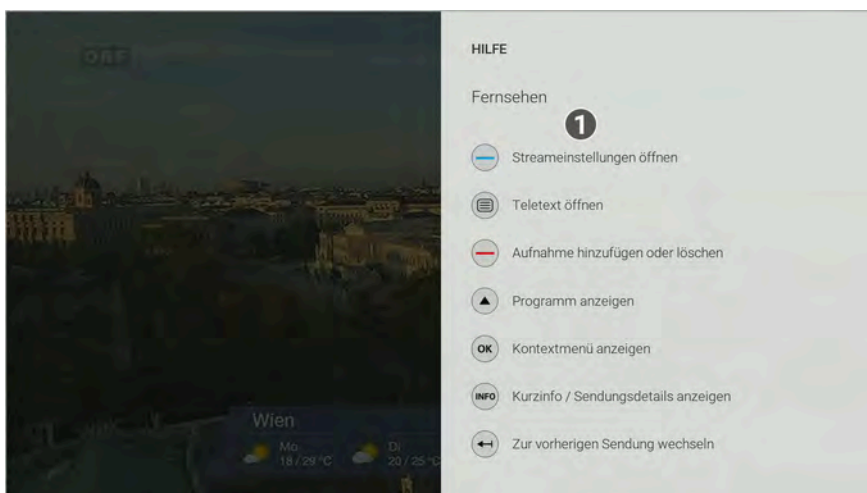 ORF
HILFE
Fernsehen
1
Streameinstellungen öffnen
Teletext öffnen
Aufnahme hinzufügen oder löschen
Programm anzeigen
OK Kontextmenü anzeigen
INFO Kurzinfo / Sendungsdetails anzeigen
Zur vorherigen Sendung wechseln
Wien
Mo Di
18 / 29 °C 20 / 25 °C